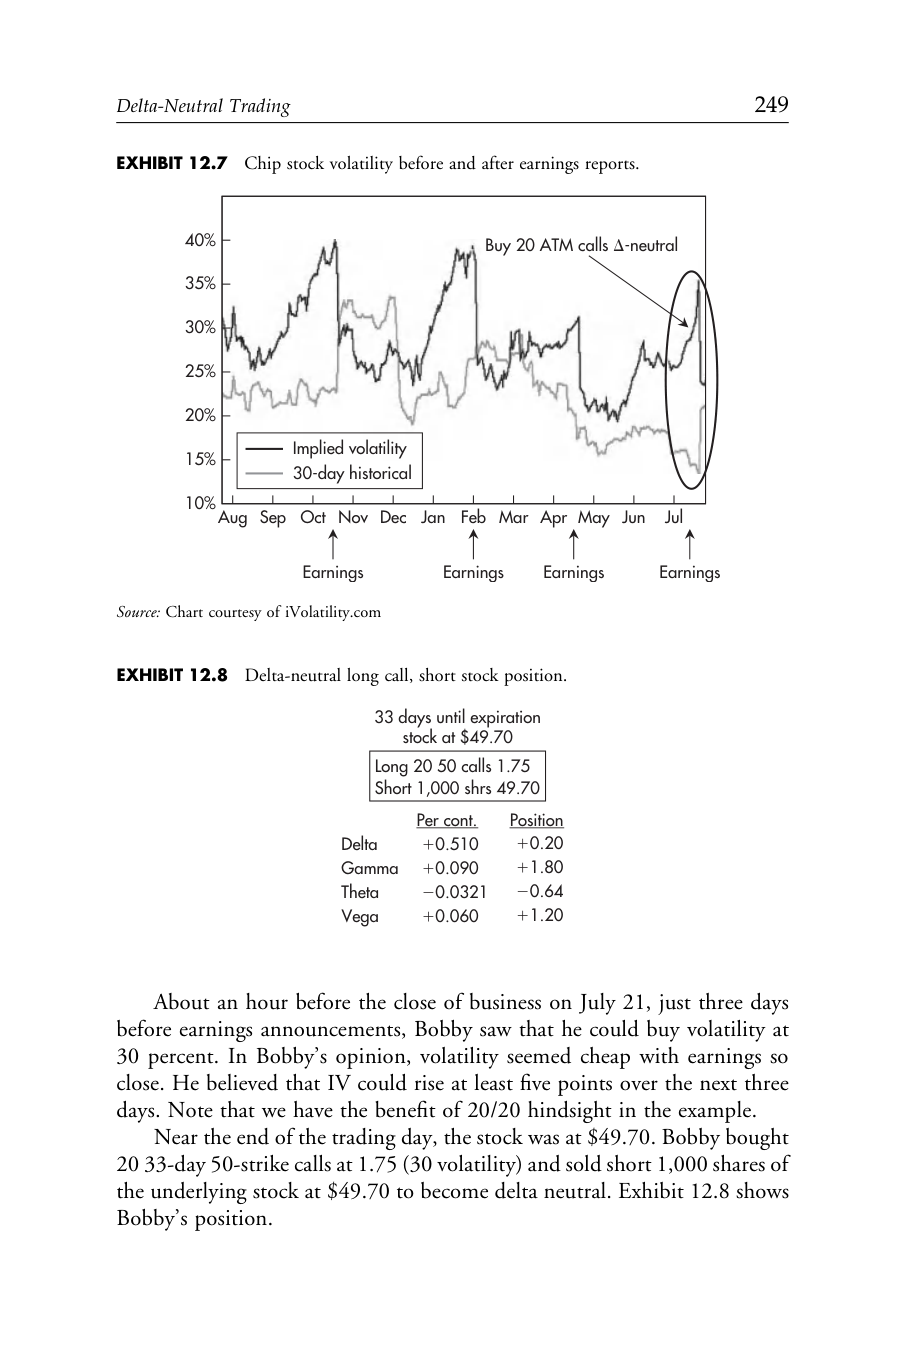 Delta-Neutral Trading 249
EXHIBIT 12.7 Chip stock volatility before and after earnings reports.
40%
35%
30%
25%
20%
15%
10%
Buy 20 ATM calls Δ-neutral
Implied volatility
30-day historical
Aug Sep Oct Nov Dec Jan Feb Mar Apr May Jun Jul
Earnings Earnings Earnings Earnings
Source: Chart courtesy of iVolatility.com
EXHIBIT 12.8 Delta-neutral long call, short stock position.
33 days until expiration
stock at $49.70
Long 20 50 calls 1.75
Short 1,000 shrs 49.70
Per cont. Position
Delta +0.510 +0.20
Gamma +0.090 +1.80
Theta −0.0321 −0.64
Vega +0.060 +1.20
About an hour before the close of business on July 21, just three days
before earnings announcements, Bobby saw that he could buy volatility at
30 percent. In Bobby’s opinion, volatility seemed cheap with earnings so
close. He believed that IV could rise at least five points over the next three
days. Note that we have the benefit of 20/20 hindsight in the example.
Near the end of the trading day, the stock was at $49.70. Bobby bought
20 33-day 50-strike calls at 1.75 (30 volatility) and sold short 1,000 shares of
the underlying stock at $49.70 to become delta neutral. Exhibit 12.8 shows
Bobby’s position.